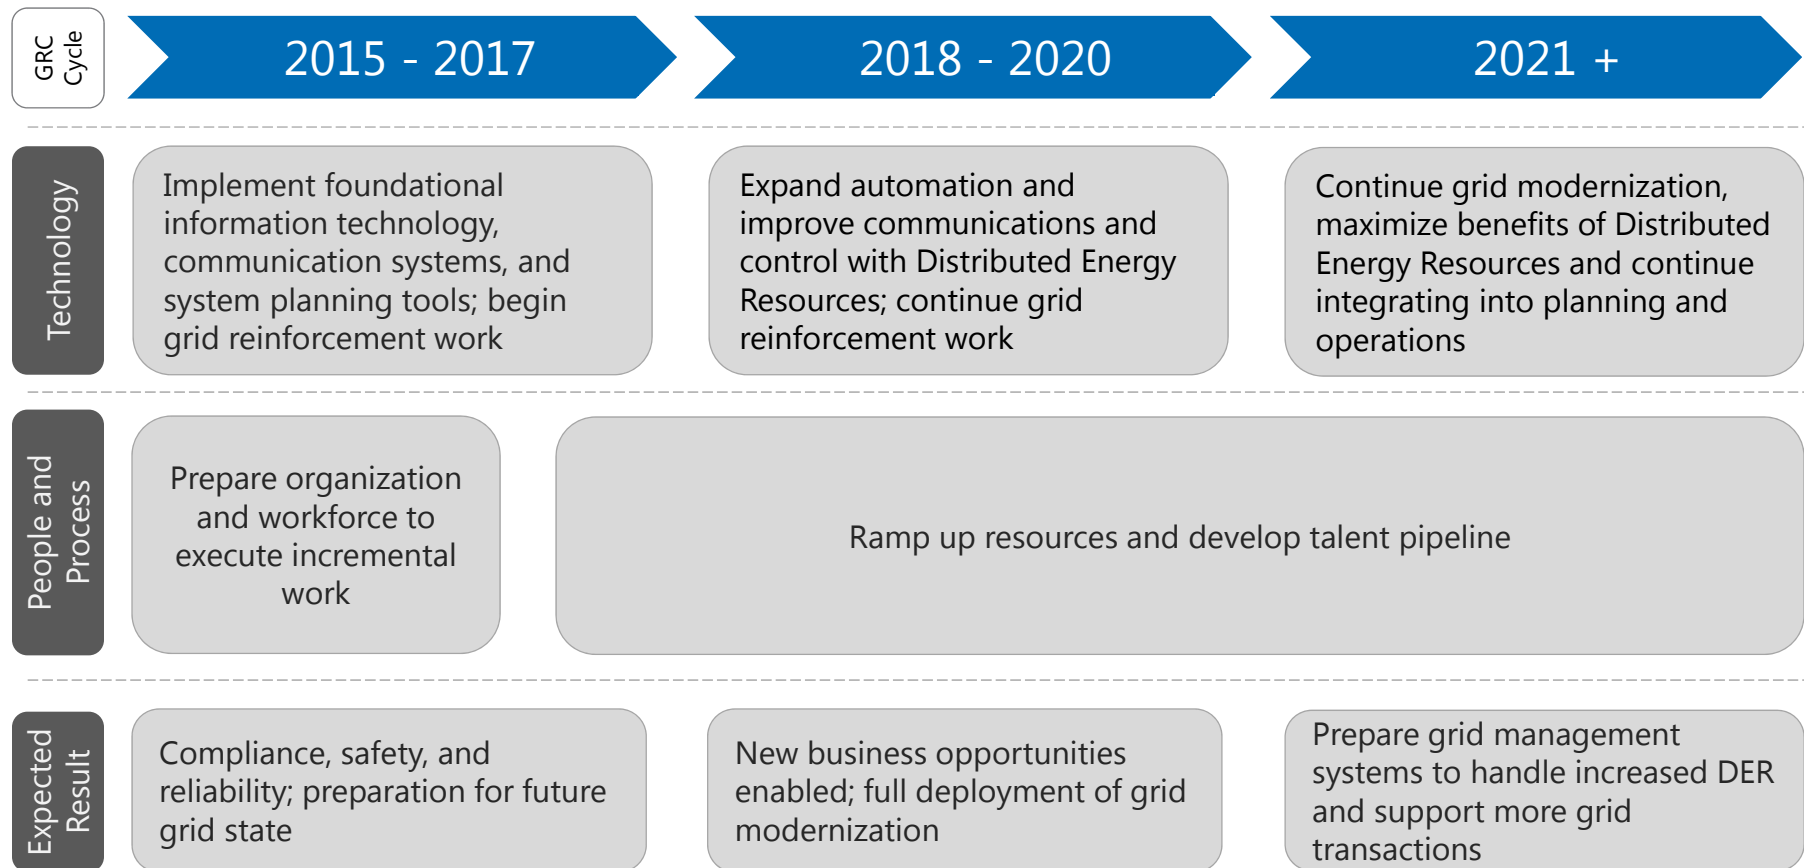 GRC
Cycle
2015 - 2017
2018 - 2020
2021 +
Technology
Implement foundational
information technology,
communication systems, and
system planning tools; begin
grid reinforcement work
Expand automation and
improve communications and
control with Distributed Energy
Resources; continue grid
reinforcement work
Continue grid modernization,
maximize benefits of Distributed
Energy Resources and continue
integrating into planning and
operations
People and
Process
Prepare organization
and workforce to
execute incremental
work
Ramp up resources and develop talent pipeline
Expected
Result
Compliance, safety, and
reliability; preparation for future
grid state
New business opportunities
enabled; full deployment of grid
modernization
Prepare grid management
systems to handle increased DER
and support more grid
transactions